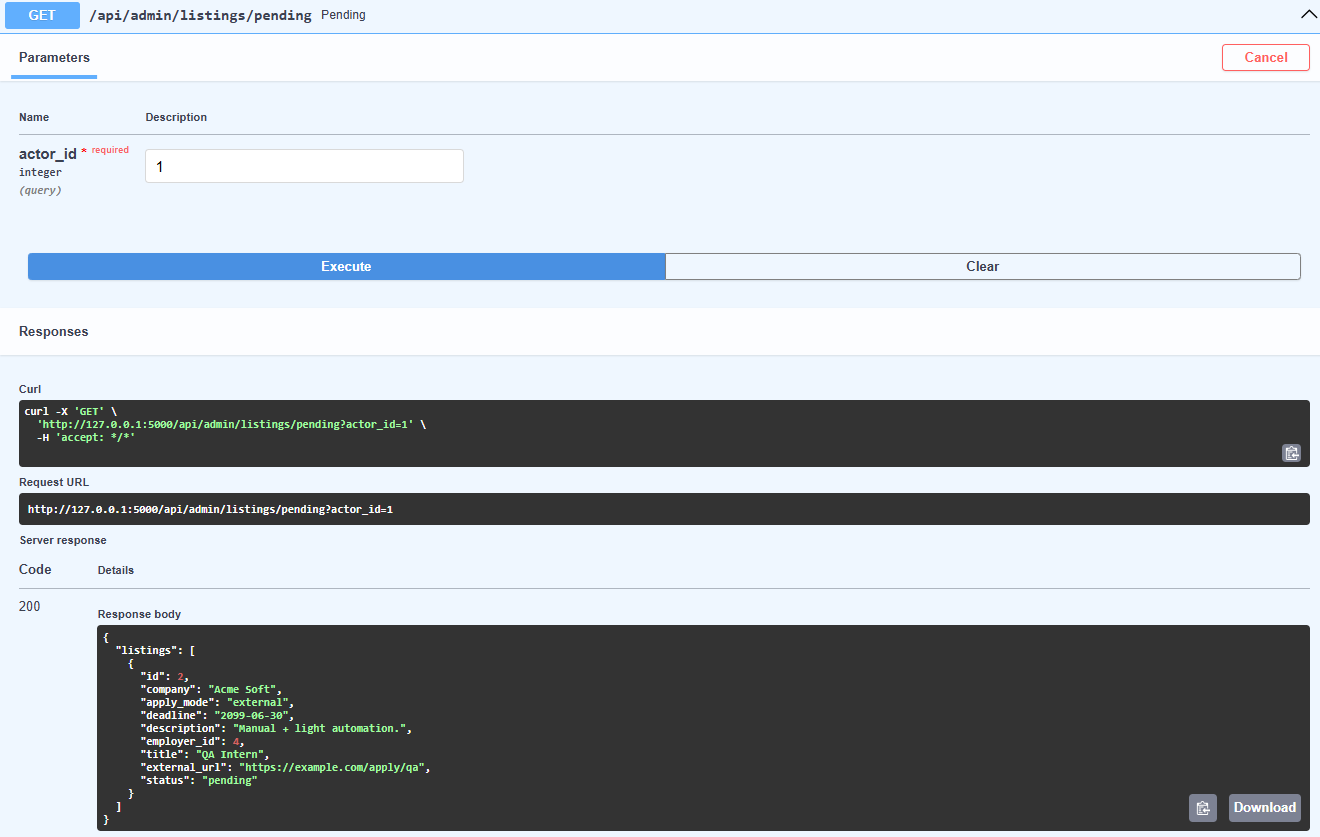 GET /api/admin/listings/pending Pending
Parameters
Cancel
Name Description
actor_id * required
integer
(query)
1
Execute
Clear
Responses
Curl
curl -X 'GET' \
  'http://127.0.0.1:5000/api/admin/listings/pending?actor_id=1' \
  -H 'accept: */*'
Request URL
http://127.0.0.1:5000/api/admin/listings/pending?actor_id=1
Server response
Code Details
200
Response body
{
  "listings": [
    {
      "id": 2,
      "company": "Acme Soft",
      "apply_mode": "external",
      "deadline": "2099-06-30",
      "description": "Manual + light automation.",
      "employer_id": 4,
      "title": "QA Intern",
      "external_url": "https://example.com/apply/qa",
      "status": "pending"
    }
  ]
}
Download